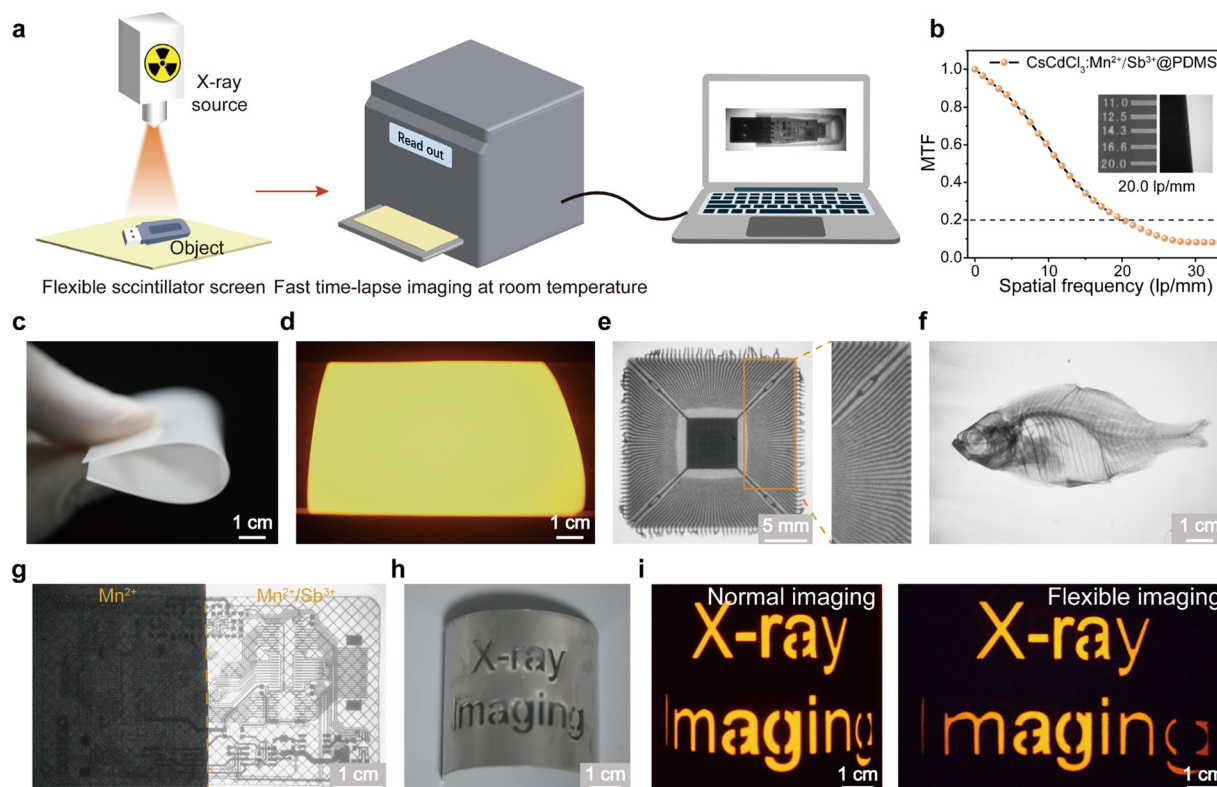 a
X-ray
source
Object
Flexible sccintillator screen
Read out
Fast time-lapse imaging at room temperature
b
CsCdCl₃:Mn²⁺/Sb³⁺@PDMS
MTF
1.0
0.8
0.6
0.4
0.2
0.0
11.0
12.5
14.3
16.6
20.0
20.0 lp/mm
0 10 20 30
Spatial frequency (lp/mm)
c
1 cm
d
1 cm
e
5 mm
f
1 cm
g
Mn²⁺
Mn²⁺/Sb³⁺
1 cm
h
X-ray
Imaging
1 cm
i
Normal imaging
X-ray
Imaging
1 cm
Flexible imaging
X-ray
Imaging
1 cm